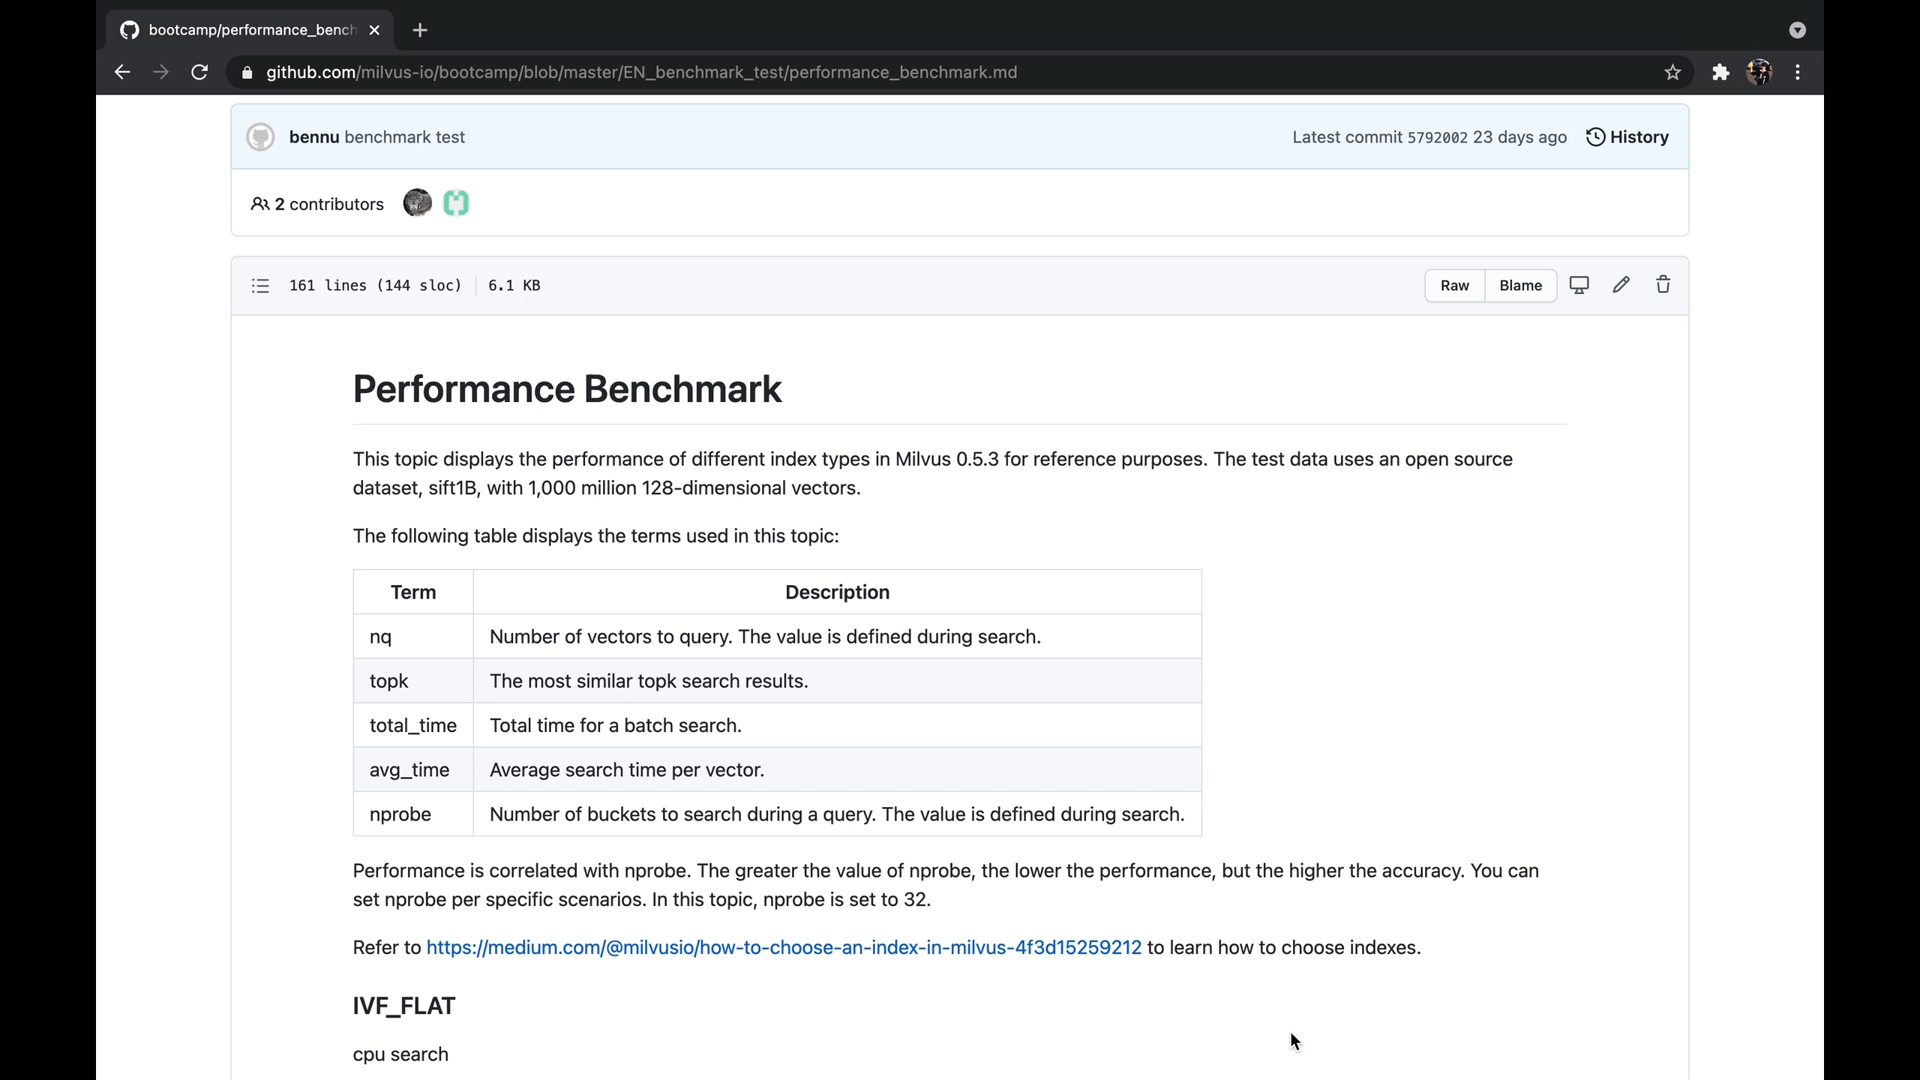 bootcamp/performance_bench
github.com/milvus-io/bootcamp/blob/master/EN_benchmark_test/performance_benchmark.md
bennu benchmark test
Latest commit 5792002 23 days ago
History
2 contributors
161 lines (144 sloc)
6.1 KB
Raw
Blame
Performance Benchmark
This topic displays the performance of different index types in Milvus 0.5.3 for reference purposes. The test data uses an open source
dataset, sift1B, with 1,000 million 128-dimensional vectors.
The following table displays the terms used in this topic:
Term Description
nq Number of vectors to query. The value is defined during search.
topk The most similar topk search results.
total_time Total time for a batch search.
avg_time Average search time per vector.
nprobe Number of buckets to search during a query. The value is defined during search.
Performance is correlated with nprobe. The greater the value of nprobe, the lower the performance, but the higher the accuracy. You can
set nprobe per specific scenarios. In this topic, nprobe is set to 32.
Refer to https://medium.com/@milvusio/how-to-choose-an-index-in-milvus-4f3d15259212 to learn how to choose indexes.
IVF_FLAT
cpu search